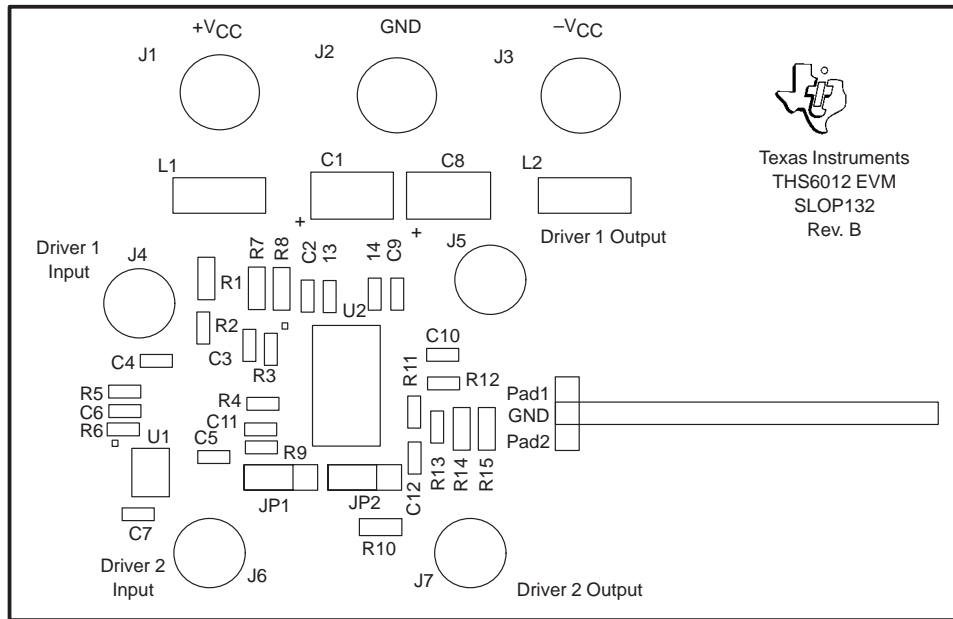 +VCC
GND
–VCC
J1
J2
J3
L1
C1
C8
L2
Texas Instruments
THS6012 EVM
SLOP132
Rev. B
+
+
Driver 1
Input
J4
R7
R8
C2
13
14
C9
J5
Driver 1 Output
R1
U2
R2
C3
R3
C4
C10
R11
R12
R5
C6
R6
R4
C11
Pad1
GND
Pad2
U1
C5
R9
R13
R14
R15
JP1
JP2
C12
C7
R10
Driver 2
Input
J6
J7
Driver 2 Output